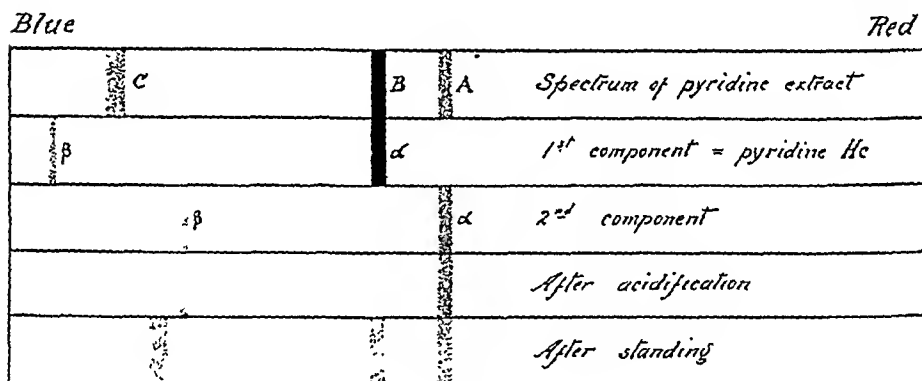 Blue Red
C B A Spectrum of pyridine extract
β α 1st component = pyridine Hc
β α 2nd component
After acidification
After standing